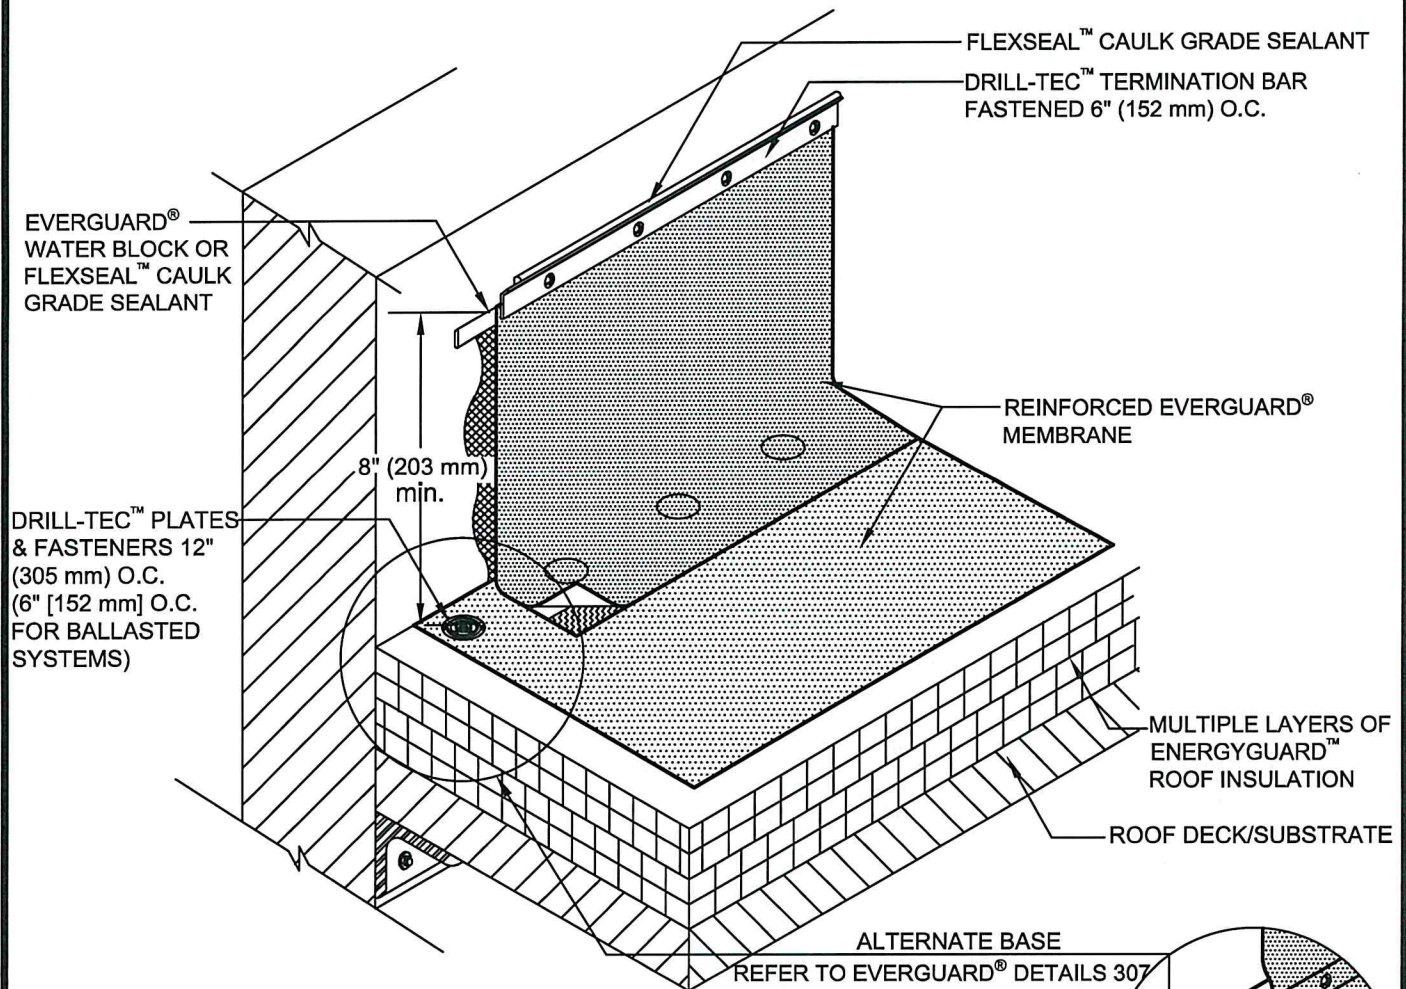 FLEXSEAL™ CAULK GRADE SEALANT
DRILL-TEC™ TERMINATION BAR
FASTENED 6" (152 mm) O.C.
EVERGUARD®
WATER BLOCK OR
FLEXSEAL™ CAULK
GRADE SEALANT
REINFORCED EVERGUARD®
MEMBRANE
8" (203 mm)
min.
DRILL-TEC™ PLATES
& FASTENERS 12"
(305 mm) O.C.
(6" [152 mm] O.C.
FOR BALLASTED
SYSTEMS)
MULTIPLE LAYERS OF
ENERGYGUARD™
ROOF INSULATION
ROOF DECK/SUBSTRATE
ALTERNATE BASE
REFER TO EVERGUARD® DETAILS 307